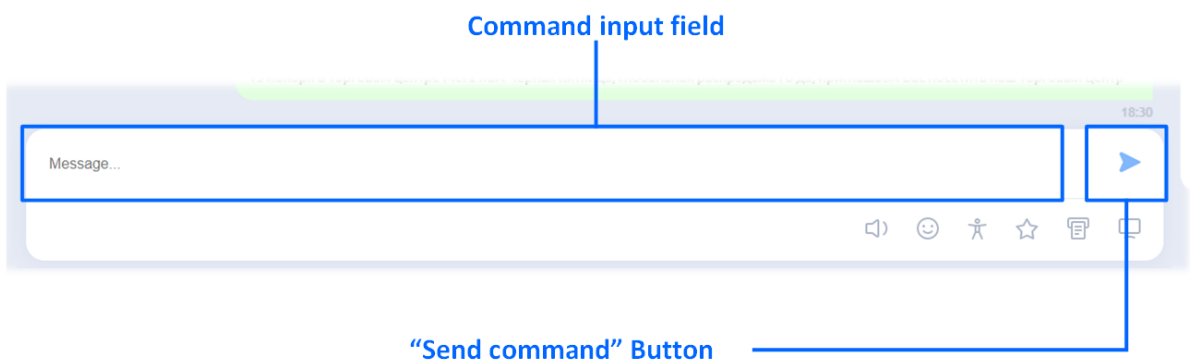 Command input field
18:30
Message...
“Send command” Button